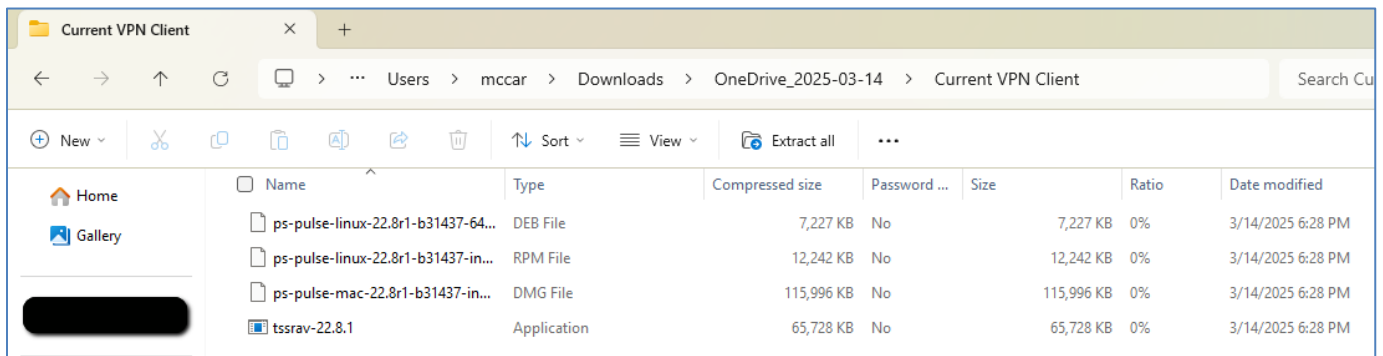 Current VPN Client
Users > mccar > Downloads > OneDrive_2025-03-14 > Current VPN Client Search Cu
New Sort View Extract all
Home
Gallery
Name Type Compressed size Password ... Size Ratio Date modified
ps-pulse-linux-22.8r1-b31437-64... DEB File 7,227 KB No 7,227 KB 0% 3/14/2025 6:28 PM
ps-pulse-linux-22.8r1-b31437-in... RPM File 12,242 KB No 12,242 KB 0% 3/14/2025 6:28 PM
ps-pulse-mac-22.8r1-b31437-in... DMG File 115,996 KB No 115,996 KB 0% 3/14/2025 6:28 PM
tssrav-22.8.1 Application 65,728 KB No 65,728 KB 0% 3/14/2025 6:28 PM